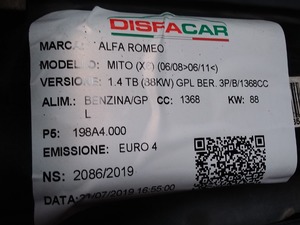 DISFACAR
MARCA: ALFA ROMEO
MODELLO: MITO (X) (06/08>06/11<)
VERSIONE: 1.4 TB (88KW) GPL BER. 3P/B/1368CC
ALIM.: BENZINA/GP CC: 1368 KW: 88
L
P5: 198A4.000
EMISSIONE: EURO 4
NS: 2086/2019
DATA: 16:55:00